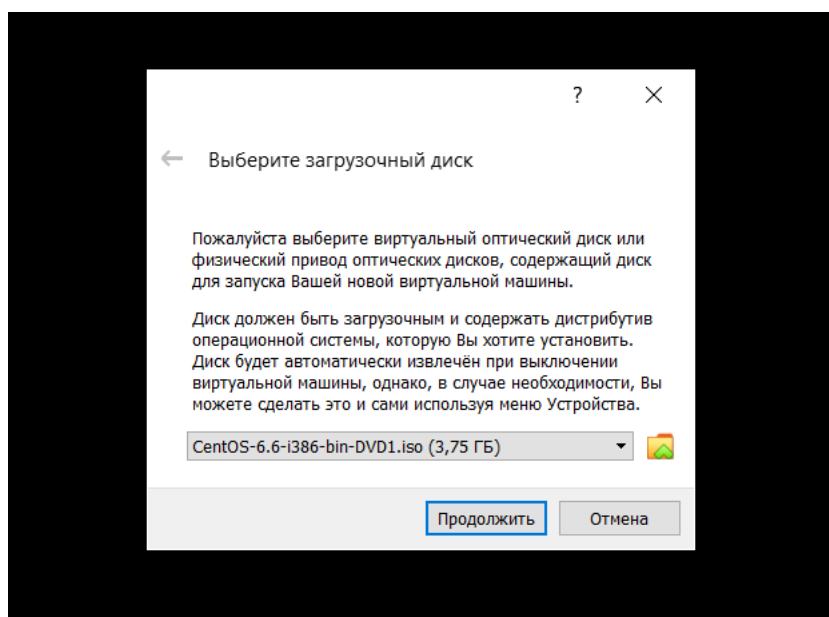 ?
Выберите загрузочный диск
Пожалуйста выберите виртуальный оптический диск или
физический привод оптических дисков, содержащий диск
для запуска Вашей новой виртуальной машины.
Диск должен быть загрузочным и содержать дистрибутив
операционной системы, которую Вы хотите установить.
Диск будет автоматически извлечён при выключении
виртуальной машины, однако, в случае необходимости, Вы
можете сделать это и сами используя меню Устройства.
CentOS-6.6-i386-bin-DVD1.iso (3,75 ГБ)
Продолжить Отмена